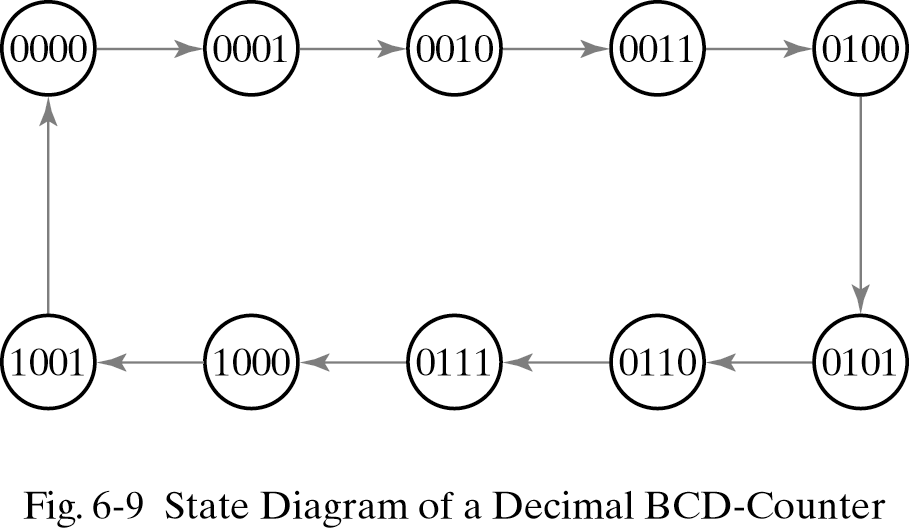 0000 0001 0010 0011 0100
1001 1000 0111 0110 0101
Fig. 6-9 State Diagram of a Decimal BCD-Counter